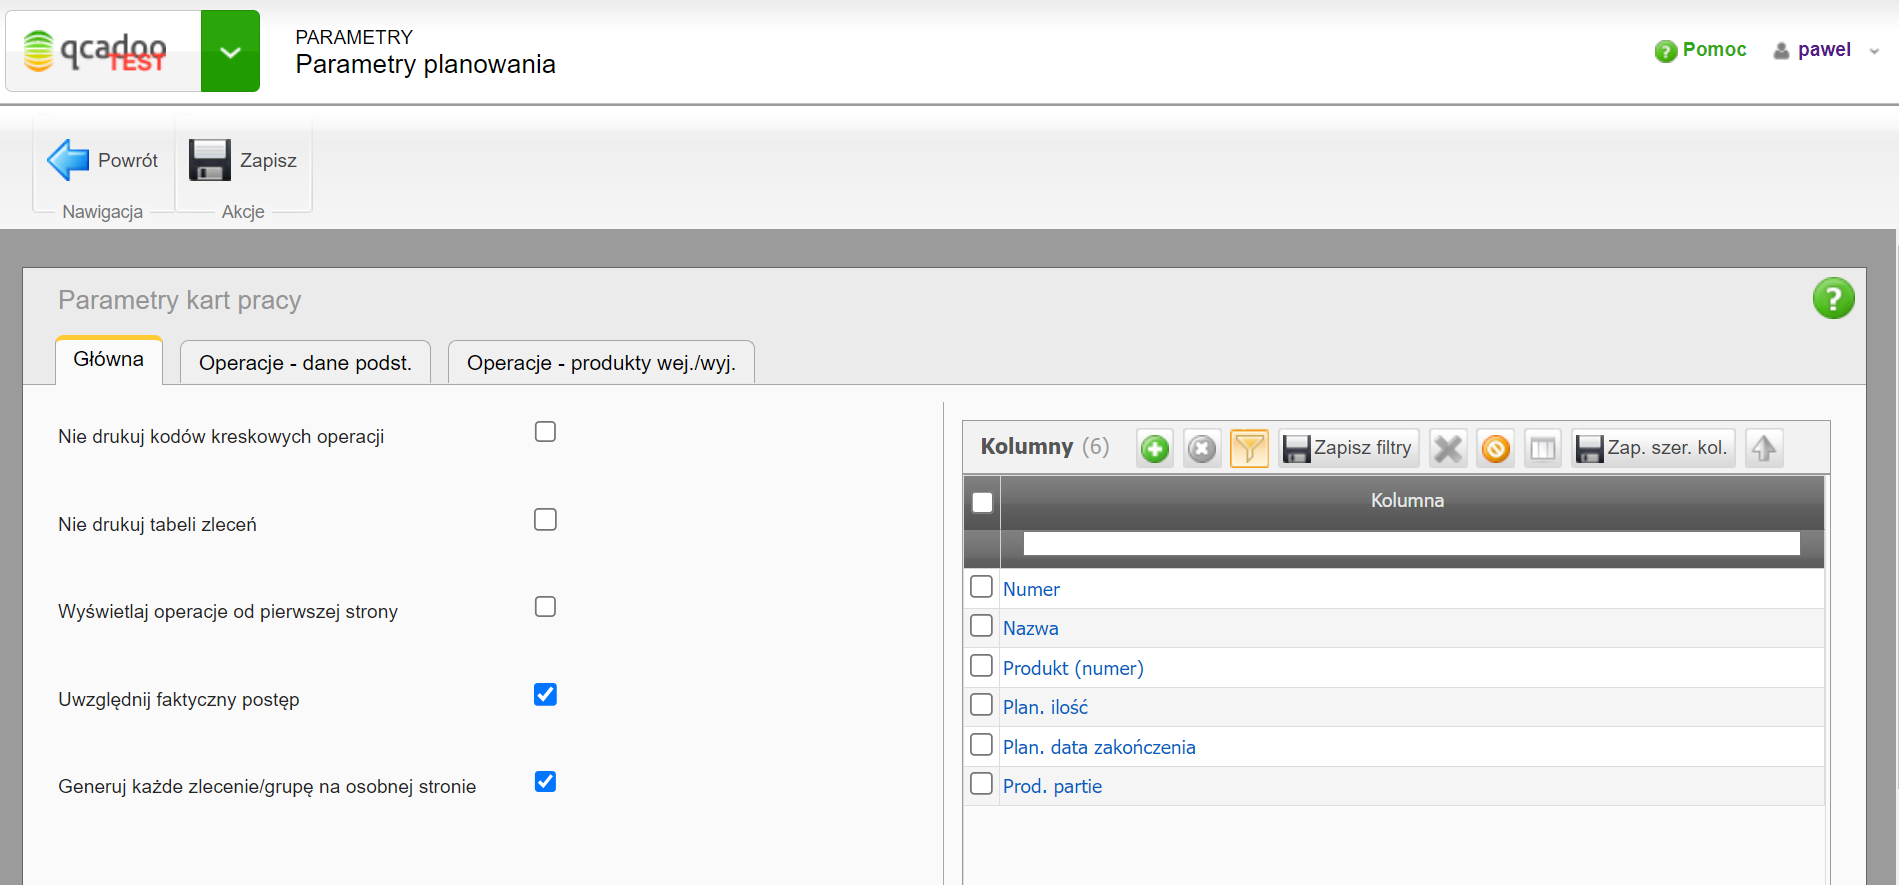 qcadoo
TEST
PARAMETRY
Parametry planowania
? Pomoc
pawel
Powrót
Zapisz
Nawigacja
Akcje
Parametry kart pracy
?
Główna
Operacje - dane podst.
Operacje - produkty wej./wyj.
Nie drukuj kodów kreskowych operacji
Nie drukuj tabeli zleceń
Wyświetlaj operacje od pierwszej strony
Uwzględnij faktyczny postęp
Generuj każde zlecenie/grupę na osobnej stronie
Kolumny (6)
Zapisz filtry
Zap. szer. kol.
Kolumna
Numer
Nazwa
Produkt (numer)
Plan. ilość
Plan. data zakończenia
Prod. partie